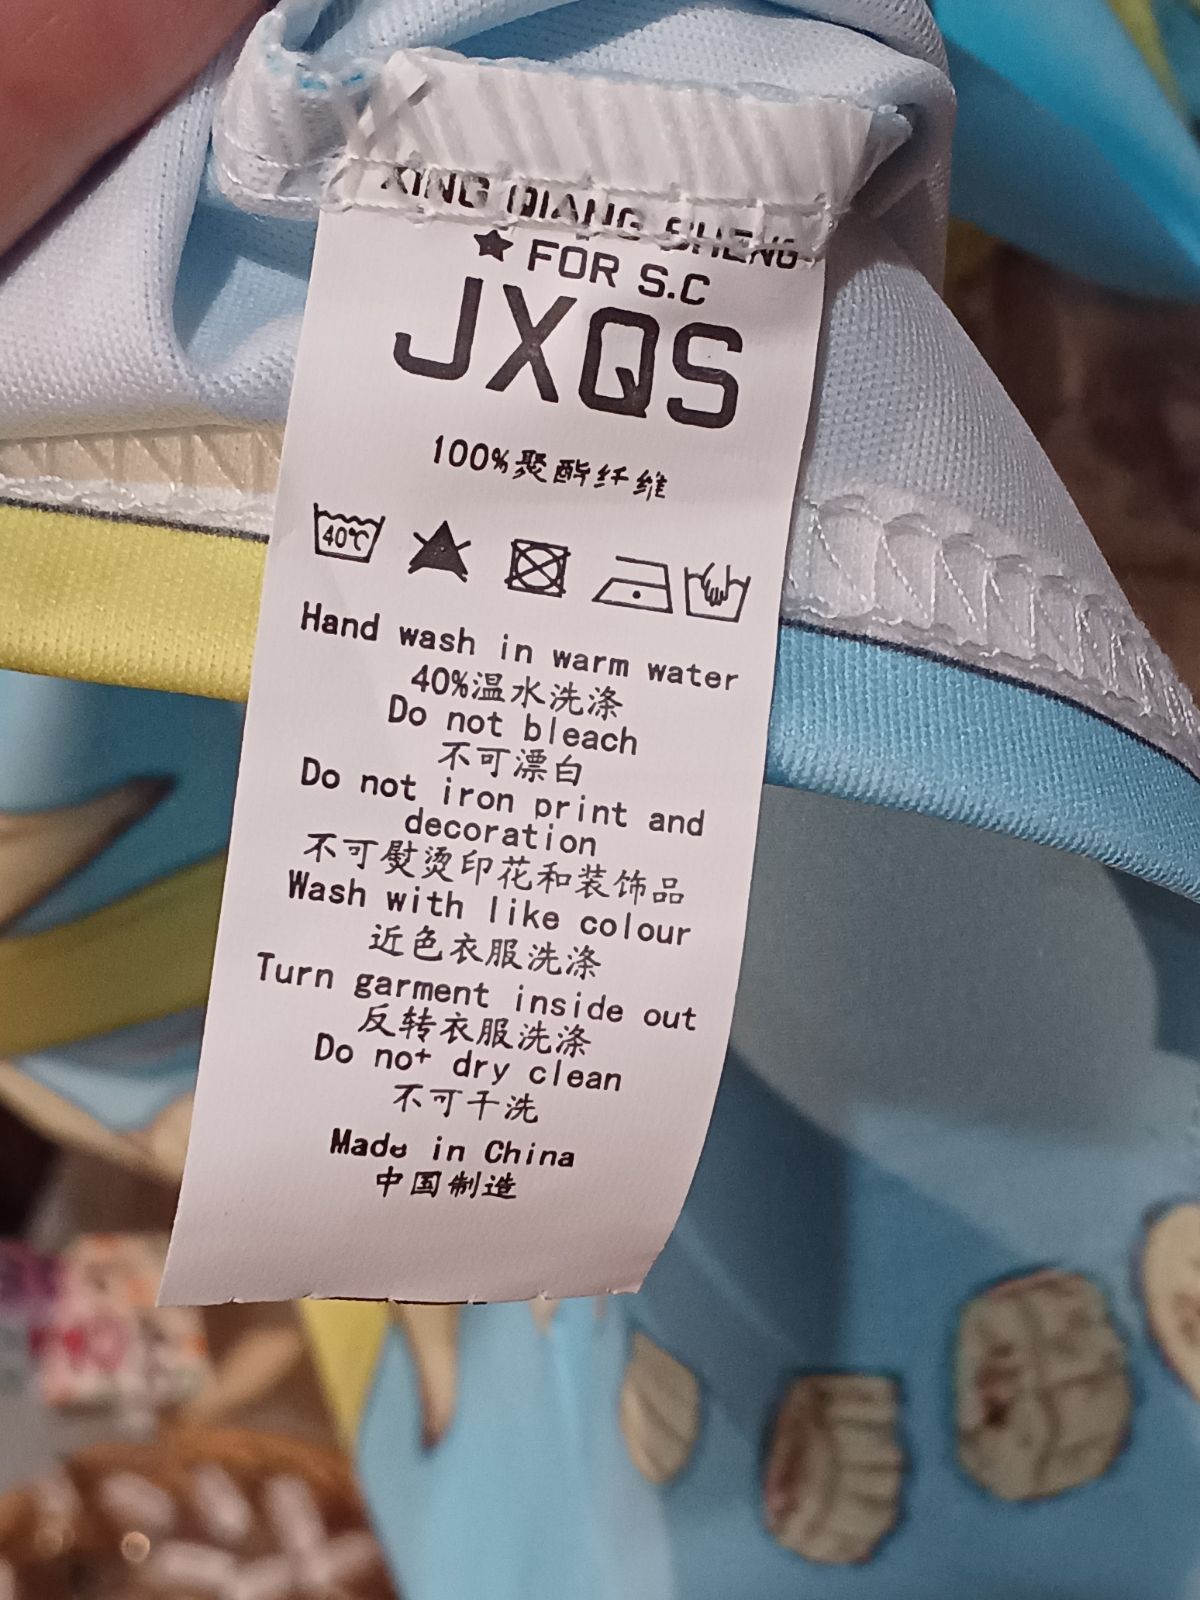 XING QIANG SHENG
★ FOR S.C
JXQS
100%聚酯纤维
40℃
Hand wash in warm water
40%温水洗涤
Do not bleach
不可漂白
Do not iron print and
decoration
不可熨烫印花和装饰品
Wash with like colour
近色衣服洗涤
Turn garment inside out
反转衣服洗涤
Do not dry clean
不可干洗
Made in China
中国制造